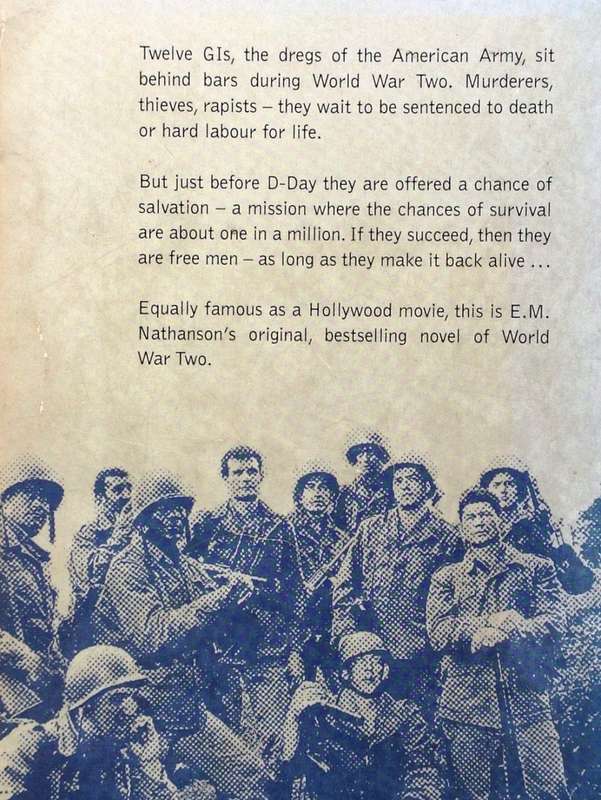 Twelve GIs, the dregs of the American Army, sit
behind bars during World War Two. Murderers,
thieves, rapists – they wait to be sentenced to death
or hard labour for life.
But just before D-Day they are offered a chance of
salvation – a mission where the chances of survival
are about one in a million. If they succeed, then they
are free men – as long as they make it back alive ...
Equally famous as a Hollywood movie, this is E.M.
Nathanson's original, bestselling novel of World
War Two.